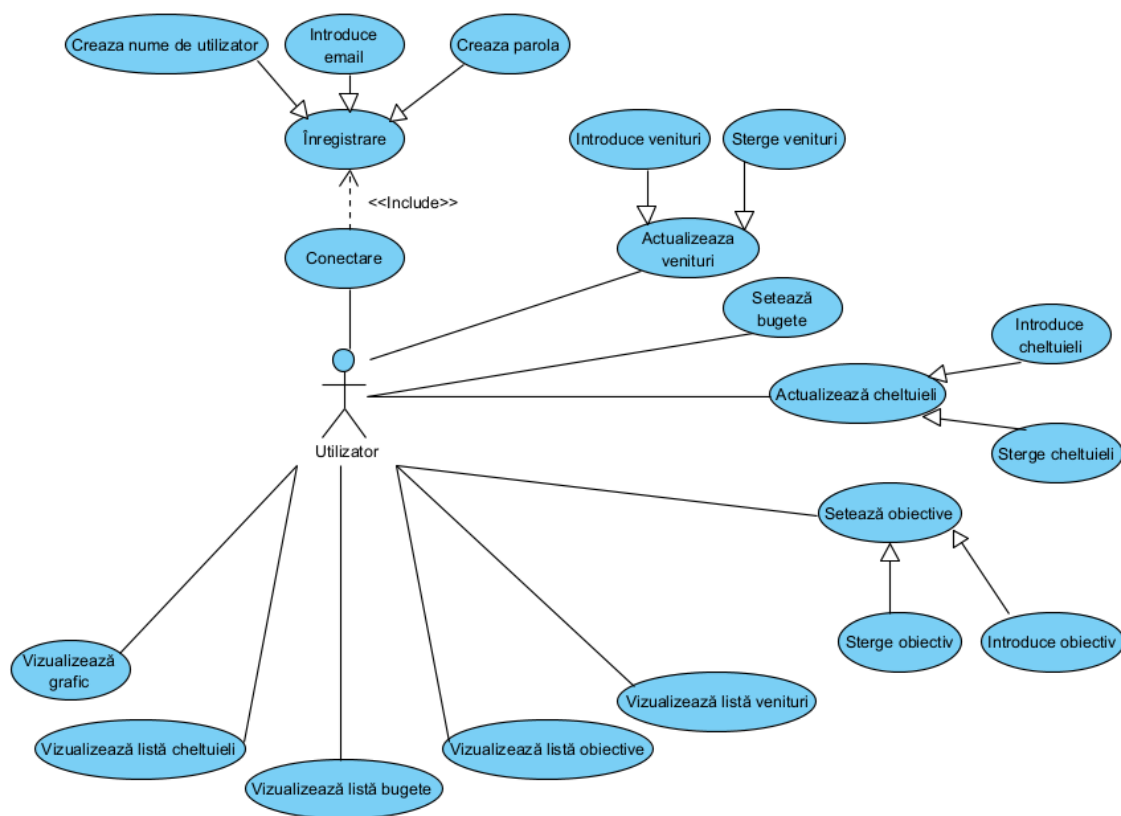 Creaza nume de utilizator
Introduce
email
Creaza parola
Înregistrare
<<Include>>
Conectare
Introduce venituri
Sterge venituri
Actualizeaza
venituri
Setează
bugete
Introduce
cheltuieli
Actualizează cheltuieli
Sterge cheltuieli
Utilizator
Setează obiective
Sterge obiectiv
Introduce obiectiv
Vizualizează
grafic
Vizualizează listă venituri
Vizualizează listă cheltuieli
Vizualizează listă obiective
Vizualizează listă bugete